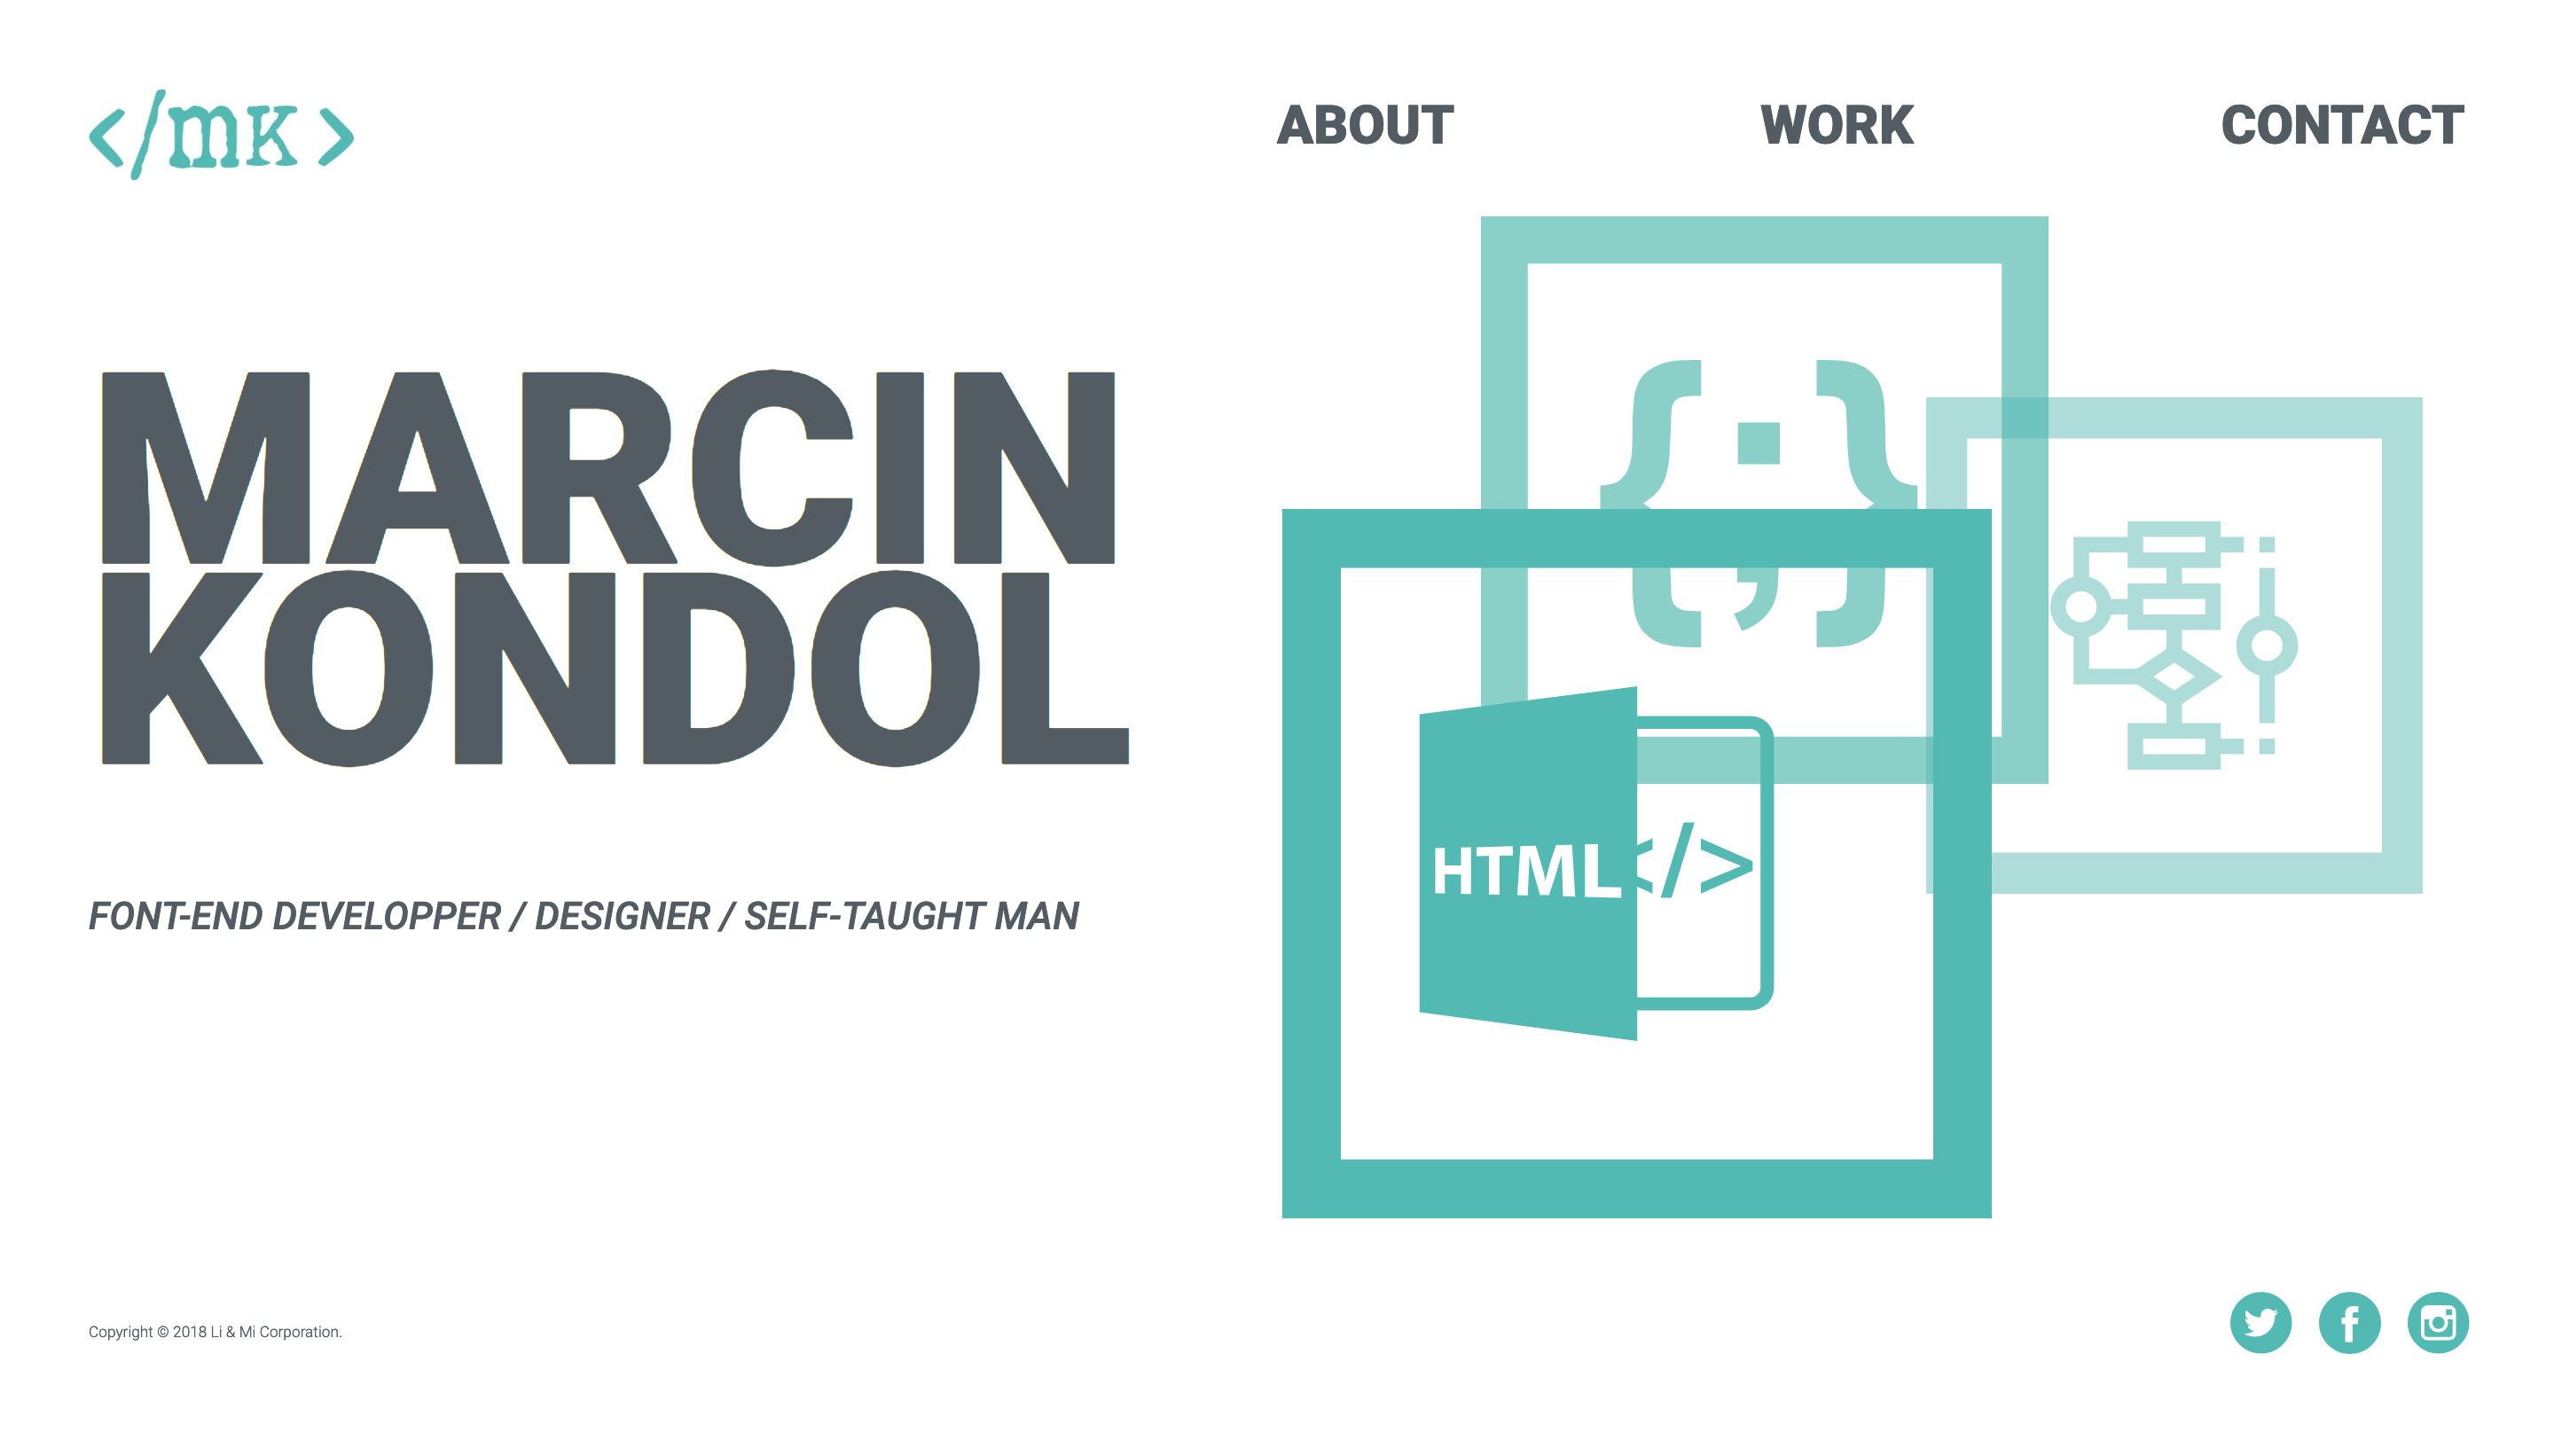 </mk>
ABOUT WORK CONTACT
MARCIN
KONDOL
{;}
HTML </>
FONT-END DEVELOPPER / DESIGNER / SELF-TAUGHT MAN
Copyright © 2018 Li & Mi Corporation.